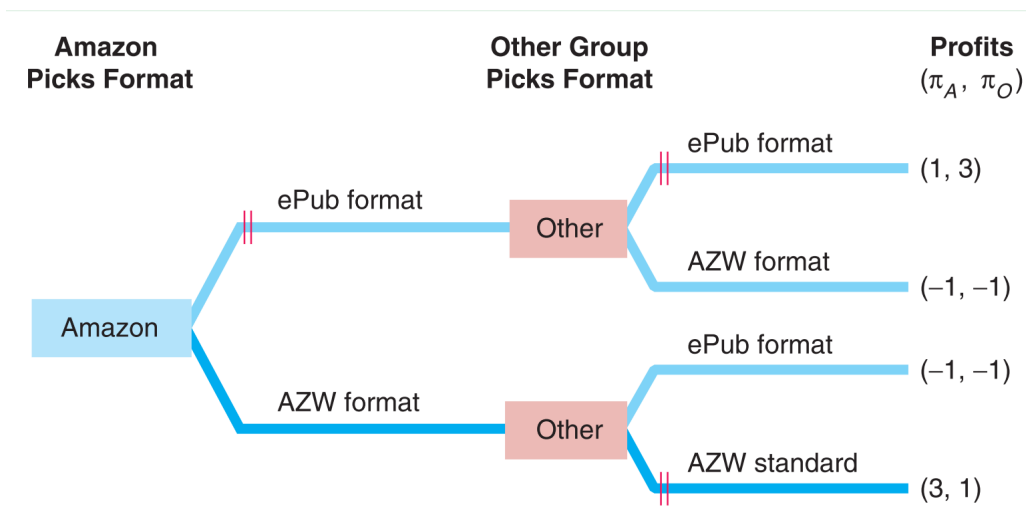 Amazon
Picks Format
Other Group
Picks Format
Profits
(πA, πO)
ePub format
(1, 3)
ePub format
Other
AZW format
(–1, –1)
Amazon
ePub format
(–1, –1)
AZW format
Other
AZW standard
(3, 1)